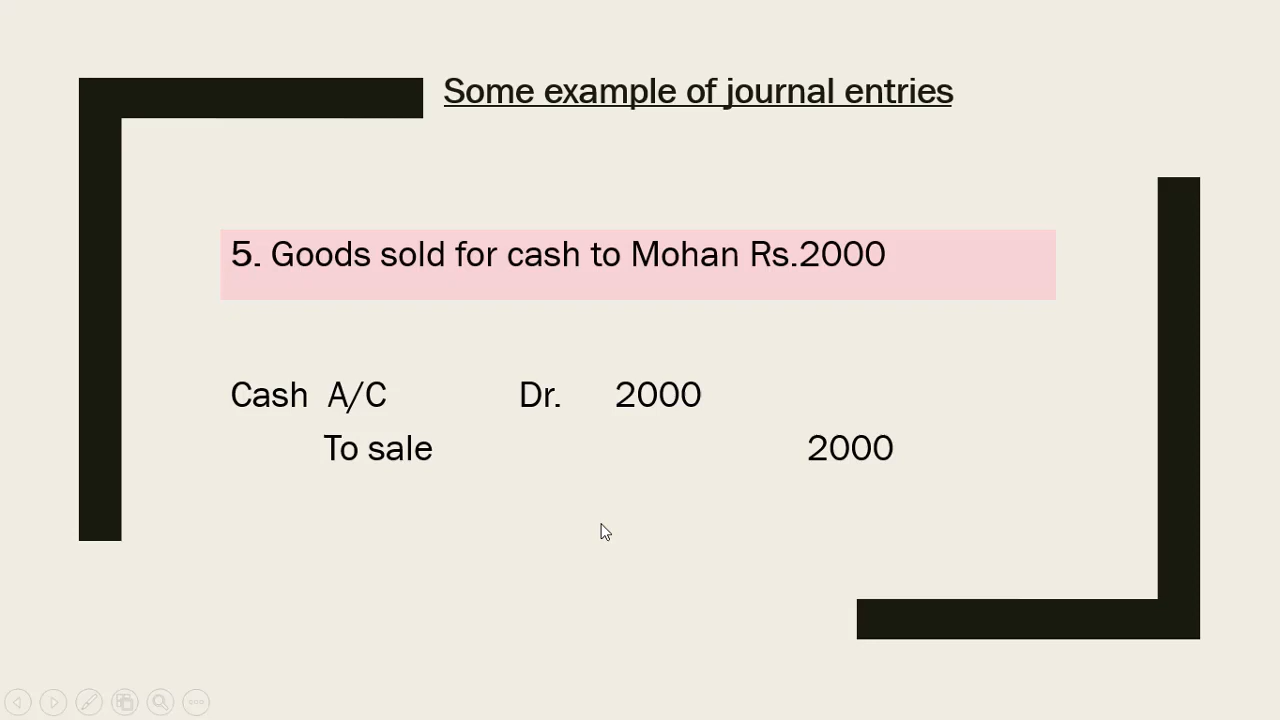 Some example of journal entries
5. Goods sold for cash to Mohan Rs.2000
Cash A/C Dr. 2000
To sale 2000